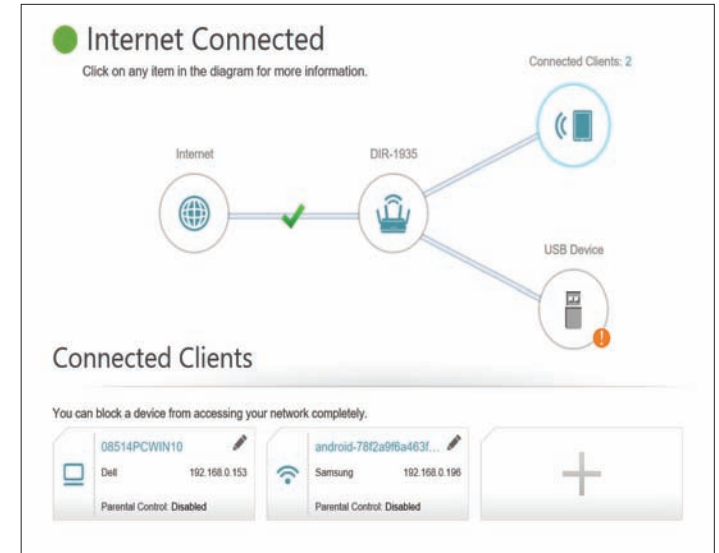 Internet Connected
Click on any item in the diagram for more information.
Connected Clients: 2
Internet
DIR-1935
USB Device
Connected Clients
You can block a device from accessing your network completely.
08514PCWIN10
Dell 192.168.0.153
Parental Control: Disabled
android-78f2a9f6a463f...
Samsung 192.168.0.196
Parental Control: Disabled